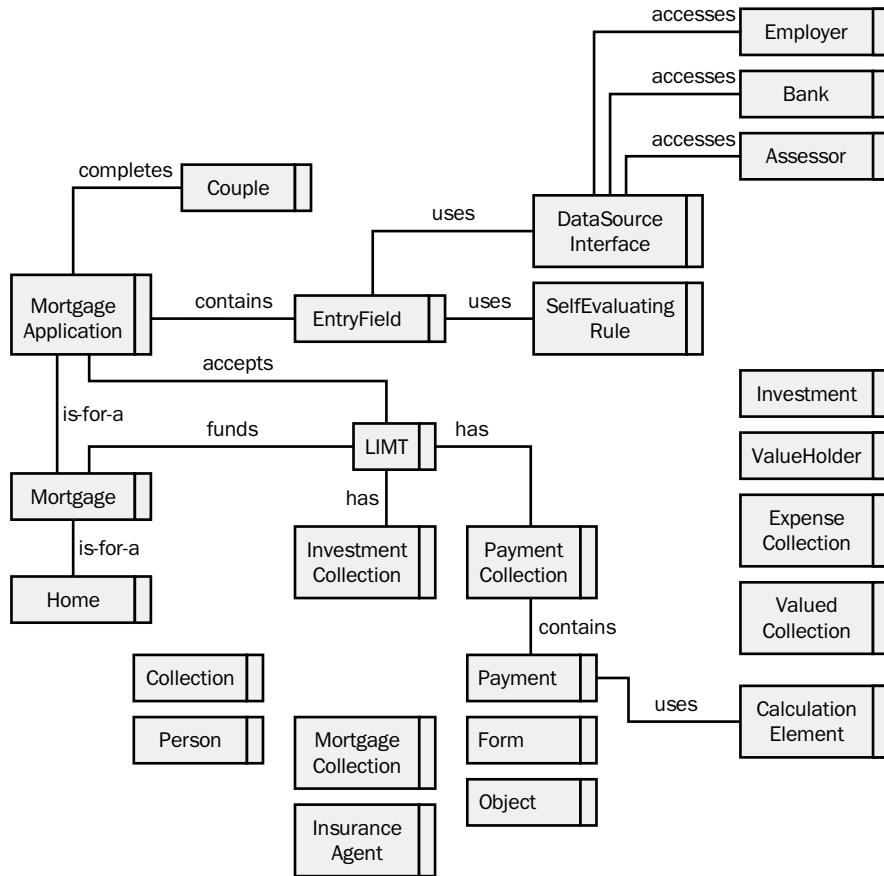 accesses
Employer
accesses
Bank
accesses
Assessor
completes
Couple
uses
DataSource
Interface
Mortgage
Application
contains
EntryField
uses
SelfEvaluating
Rule
accepts
is-for-a
funds
LIMT
has
Investment
ValueHolder
Mortgage
has
Expense
Collection
is-for-a
Investment
Collection
Payment
Collection
Home
Valued
Collection
contains
Collection
Payment
uses
Calculation
Element
Person
Mortgage
Collection
Form
Object
Insurance
Agent